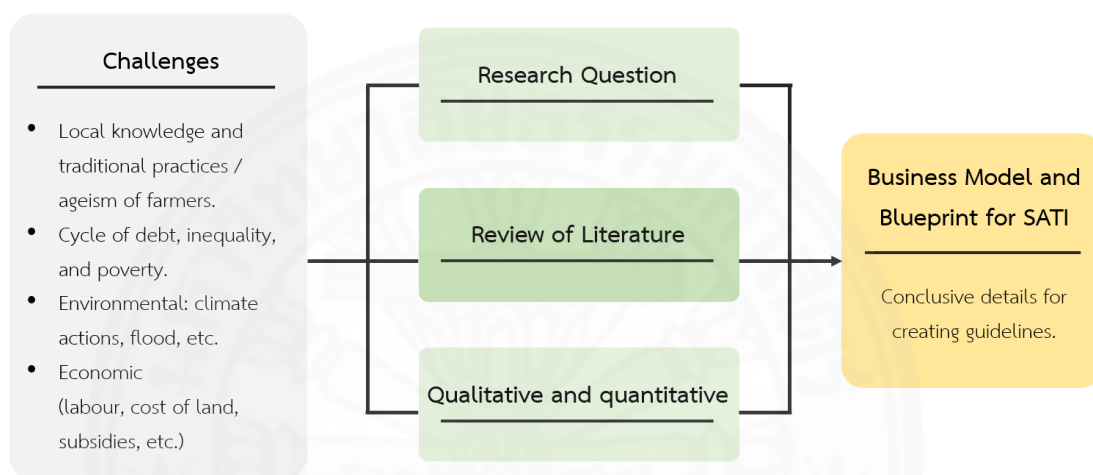 Challenges
• Local knowledge and
traditional practices /
ageism of farmers.
• Cycle of debt, inequality,
and poverty.
• Environmental: climate
actions, flood, etc.
• Economic
(labour, cost of land,
subsidies, etc.)
Research Question
Review of Literature
Qualitative and quantitative
Business Model and
Blueprint for SATI
Conclusive details for
creating guidelines.